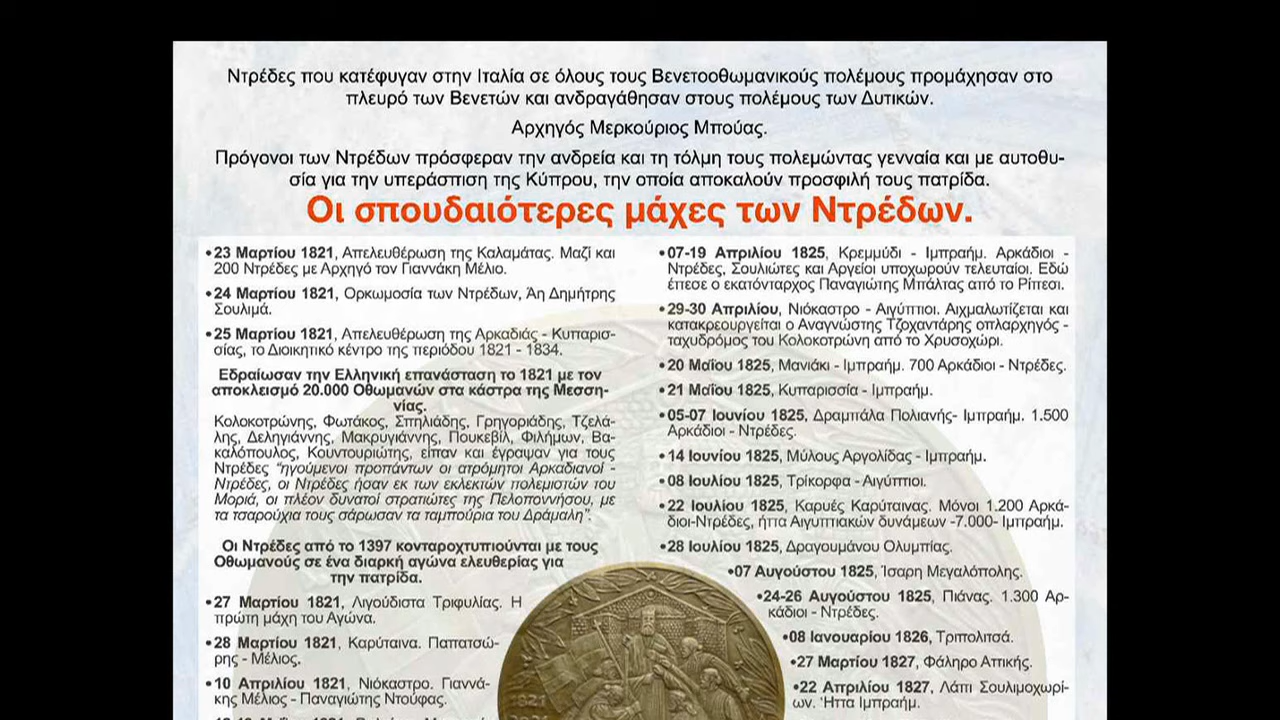 Ντρέδες που κατέφυγαν στην Ιταλία σε όλους τους Βενετοοθωμανικούς πολέμους προμάχησαν στο
πλευρό των Βενετών και ανδραγάθησαν στους πολέμους των Δυτικών.
Αρχηγός Μερκούριος Μπούας.
Πρόγονοι των Ντρέδων πρόσφεραν την ανδρεία και τη τόλμη τους πολεμώντας γενναία και με αυτοθυ-
σία για την υπεράσπιση της Κύπρου, την οποία αποκαλούν προσφιλή τους πατρίδα.
Οι σπουδαιότερες μάχες των Ντρέδων.
•23 Μαρτίου 1821, Απελευθέρωση της Καλαμάτας. Μαζί και
200 Ντρέδες με Αρχηγό τον Γιαννάκη Μέλιο.
•24 Μαρτίου 1821, Ορκωμοσία των Ντρέδων, Άη Δημήτρης
Σουλιμά.
•25 Μαρτίου 1821, Απελευθέρωση της Αρκαδιάς - Κυπαρισ-
σίας, το Διοικητικό κέντρο της περιόδου 1821 - 1834.
Εδραίωσαν την Ελληνική επανάσταση το 1821 με τον
αποκλεισμό 20.000 Οθωμανών στα κάστρα της Μεσση-
νίας.
Κολοκοτρώνης, Φωτάκος, Σπηλιάδης, Γρηγοριάδης, Τζελά-
λης, Δεληγιάννης, Μακρυγιάννης, Πουκεβίλ, Φιλήμων, Βα-
καλόπουλος, Κουντουριώτης, είπαν και έγραψαν για τους
Ντρέδες "ηγούμενοι προπάντων οι ατρόμητοι Αρκαδιανοί -
Ντρέδες, οι Ντρέδες ήσαν εκ των εκλεκτών πολεμιστών του
Μοριά, οι πλέον δυνατοί στρατιώτες της Πελοποννήσου, με
τα τσαρούχια τους σάρωσαν τα ταμπούρια του Δράμαλη".
Οι Ντρέδες από το 1397 κονταροχτυπιούνται με τους
Οθωμανούς σε ένα διαρκή αγώνα ελευθερίας για
την πατρίδα.
•27 Μαρτίου 1821, Λιγούδιστα Τριφυλίας. Η
πρώτη μάχη του Αγώνα.
•28 Μαρτίου 1821, Καρύταινα. Παπατσώ-
ρης - Μέλιος.
•10 Απριλίου 1821, Νιόκαστρο. Γιαννά-
κης Μέλιος - Παναγιώτης Ντούφας.
•07-19 Απριλίου 1825, Κρεμμύδι - Ιμπραήμ. Αρκάδιοι -
Ντρέδες, Σουλιώτες και Αργείοι υποχωρούν τελευταίοι. Εδώ
έπεσε ο εκατόνταρχος Παναγιώτης Μπάλτας από το Ρίπεσι.
•29-30 Απριλίου, Νιόκαστρο - Αιγύπτιοι. Αιχμαλωτίζεται και
κατακρεουργείται ο Αναγνώστης Τζοχαντάρης οπλαρχηγός -
ταχυδρόμος του Κολοκοτρώνη από το Χρυσοχώρι.
•20 Μαΐου 1825, Μανιάκι - Ιμπραήμ. 700 Αρκάδιοι - Ντρέδες.
•21 Μαΐου 1825, Κυπαρισσία - Ιμπραήμ.
•05-07 Ιουνίου 1825, Δραμπάλα Πολιανής- Ιμπραήμ. 1.500
Αρκάδιοι - Ντρέδες.
•14 Ιουνίου 1825, Μύλους Αργολίδας - Ιμπραήμ.
•08 Ιουλίου 1825, Τρίκορφα - Αιγύπτιοι.
•22 Ιουλίου 1825, Καρυές Καρύταινας. Μόνοι 1.200 Αρκά-
διοι-Ντρέδες, ήττα Αιγυπτιακών δυνάμεων -7.000- Ιμπραήμ.
•28 Ιουλίου 1825, Δραγουμάνου Ολυμπίας.
•07 Αυγούστου 1825, Ίσαρη Μεγαλόπολης.
•24-26 Αυγούστου 1825, Πιάνας. 1.300 Αρ-
κάδιοι - Ντρέδες.
•08 Ιανουαρίου 1826, Τριπολιτσά.
•27 Μαρτίου 1827, Φάληρο Αττικής.
•22 Απριλίου 1827, Λάπι Σουλιμοχωρί-
ων. Ήττα Ιμπραήμ.